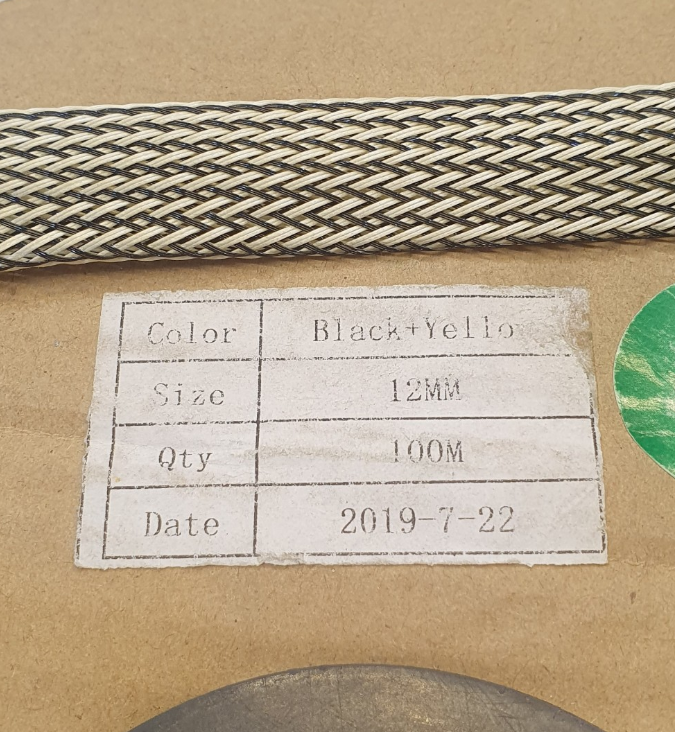 Color Black+Yello
Size 12MM
Qty 100M
Date 2019-7-22